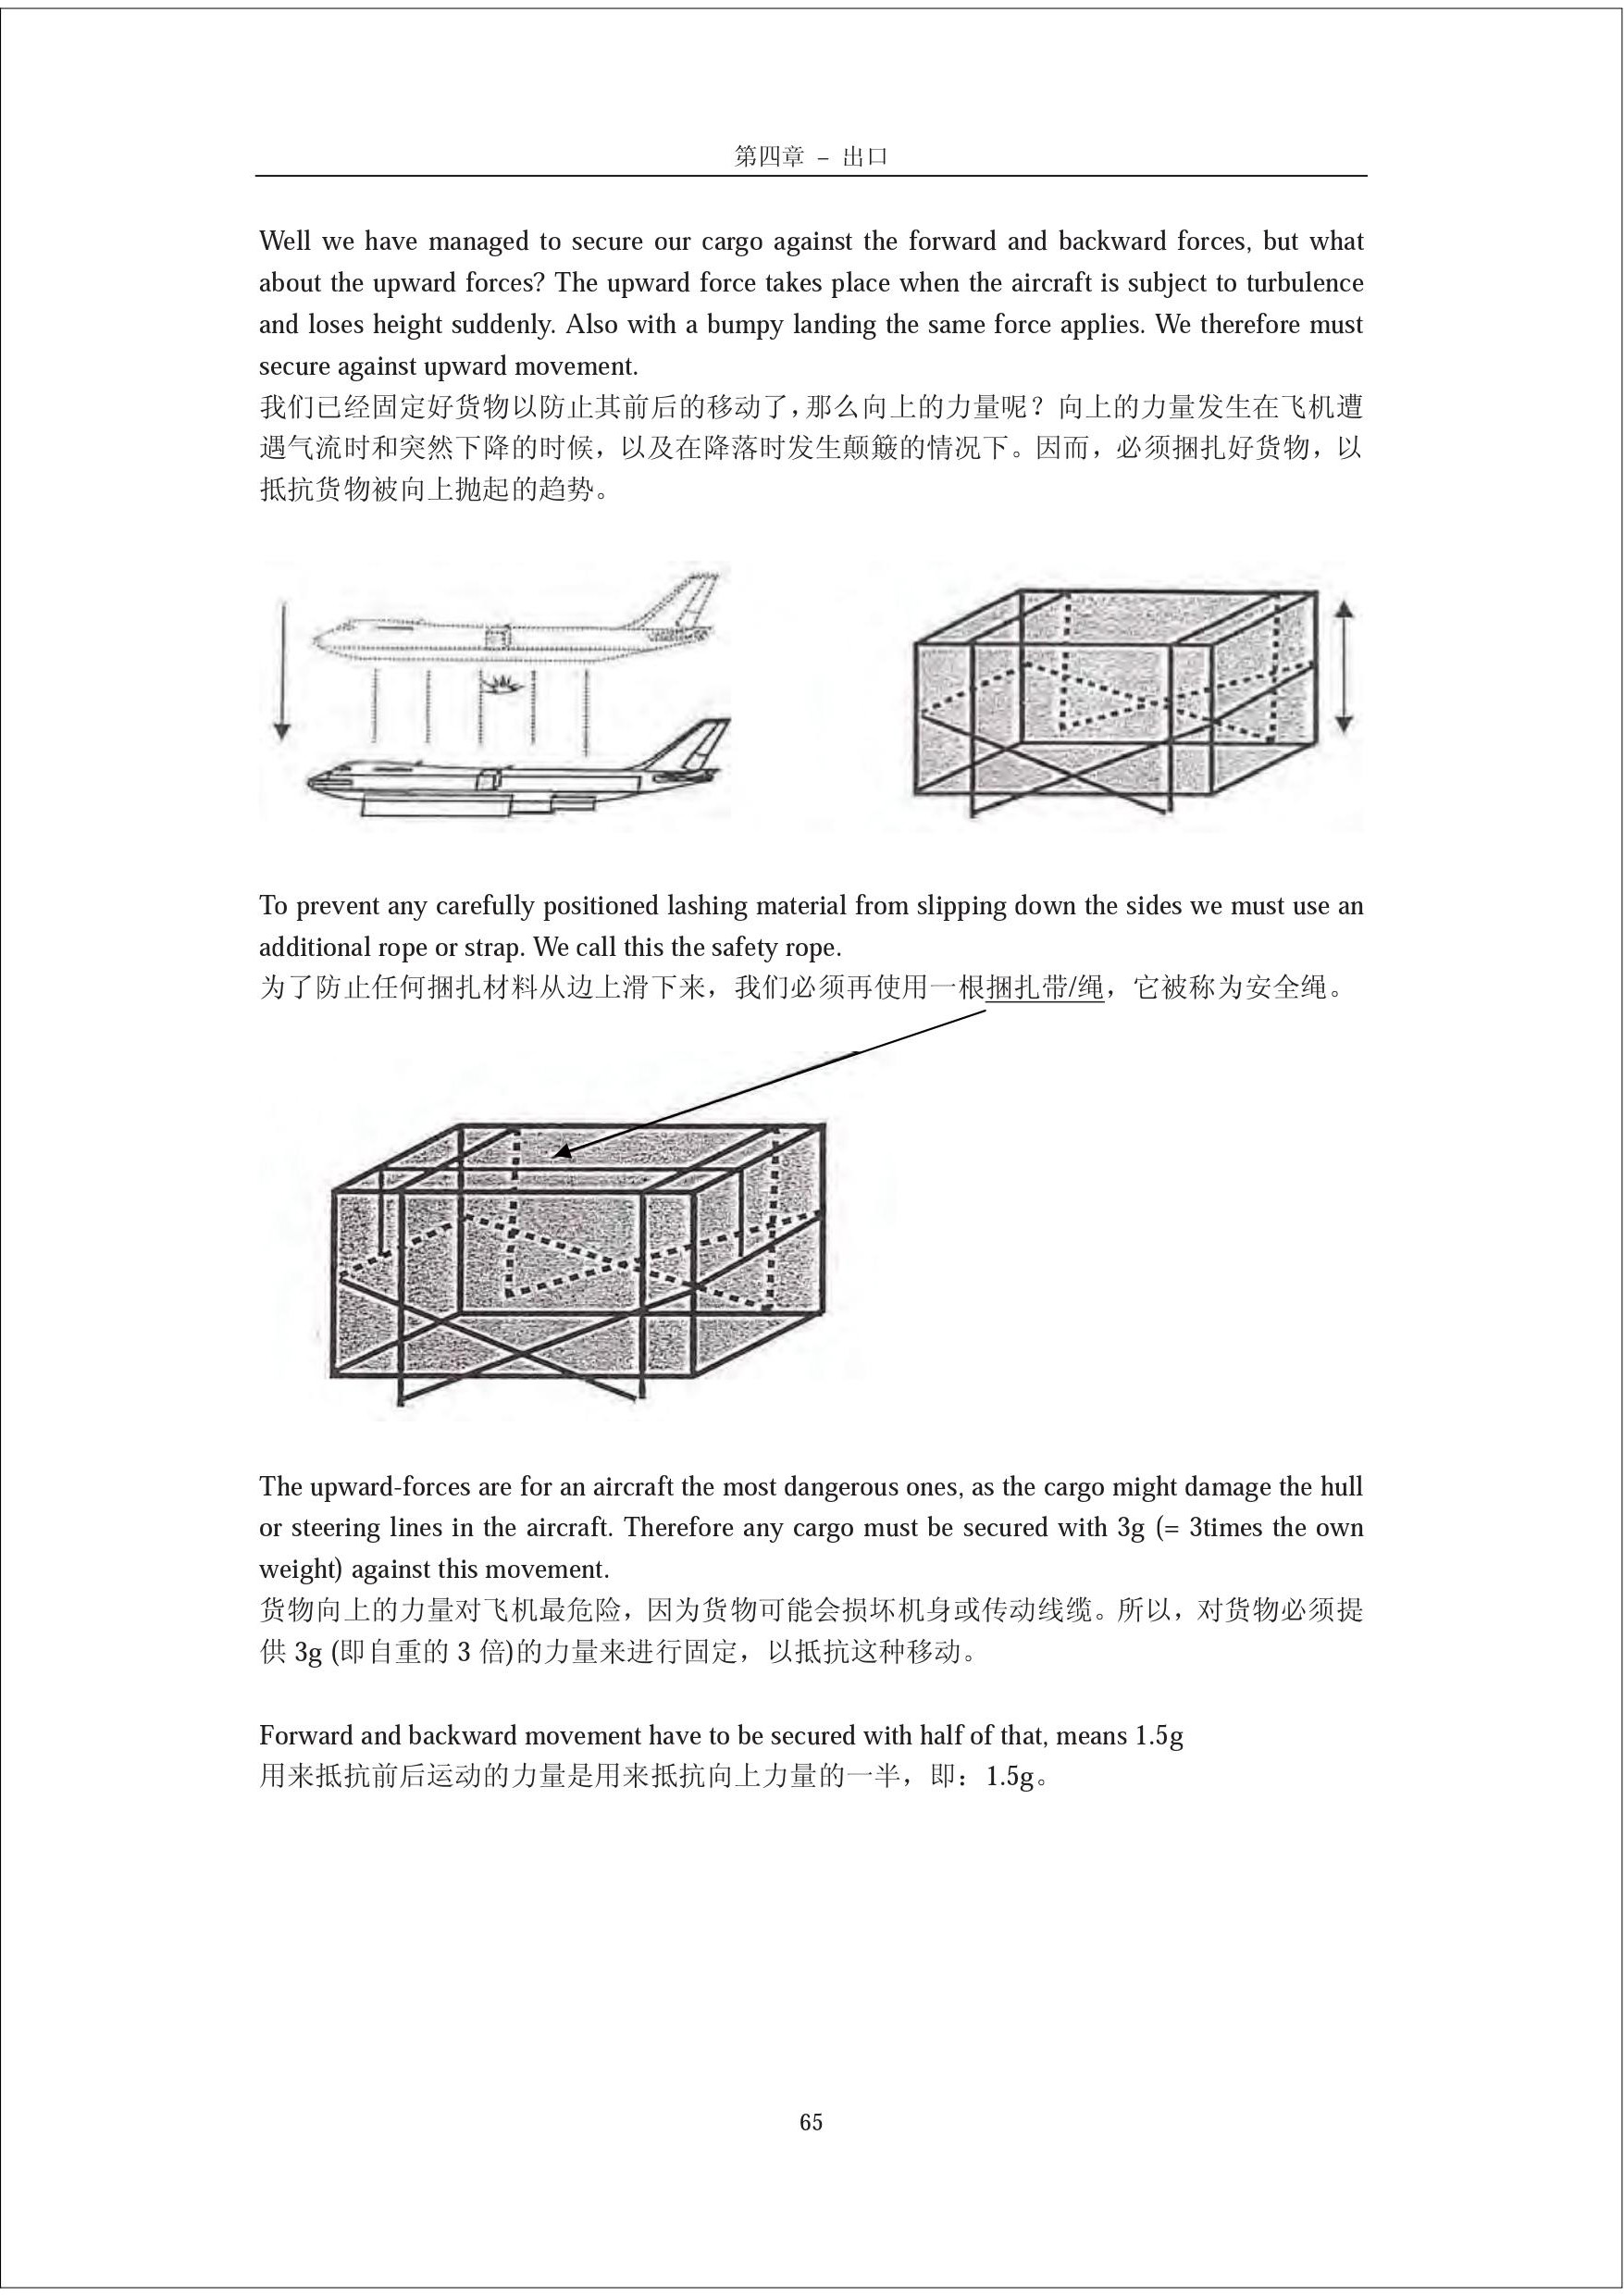 第四章 – 出口
Well we have managed to secure our cargo against the forward and backward forces, but what
about the upward forces? The upward force takes place when the aircraft is subject to turbulence
and loses height suddenly. Also with a bumpy landing the same force applies. We therefore must
secure against upward movement.
我们已经固定好货物以防止其前后的移动了，那么向上的力量呢？向上的力量发生在飞机遭
遇气流时和突然下降的时候，以及在降落时发生颠簸的情况下。因而，必须捆扎好货物，以
抵抗货物被向上抛起的趋势。
To prevent any carefully positioned lashing material from slipping down the sides we must use an
additional rope or strap. We call this the safety rope.
为了防止任何捆扎材料从边上滑下来，我们必须再使用一根捆扎带/绳，它被称为安全绳。
The upward-forces are for an aircraft the most dangerous ones, as the cargo might damage the hull
or steering lines in the aircraft. Therefore any cargo must be secured with 3g (= 3times the own
weight) against this movement.
货物向上的力量对飞机最危险，因为货物可能会损坏机身或传动线缆。所以，对货物必须提
供 3g (即自重的 3 倍)的力量来进行固定，以抵抗这种移动。
Forward and backward movement have to be secured with half of that, means 1.5g
用来抵抗前后运动的力量是用来抵抗向上力量的一半，即：1.5g。
65